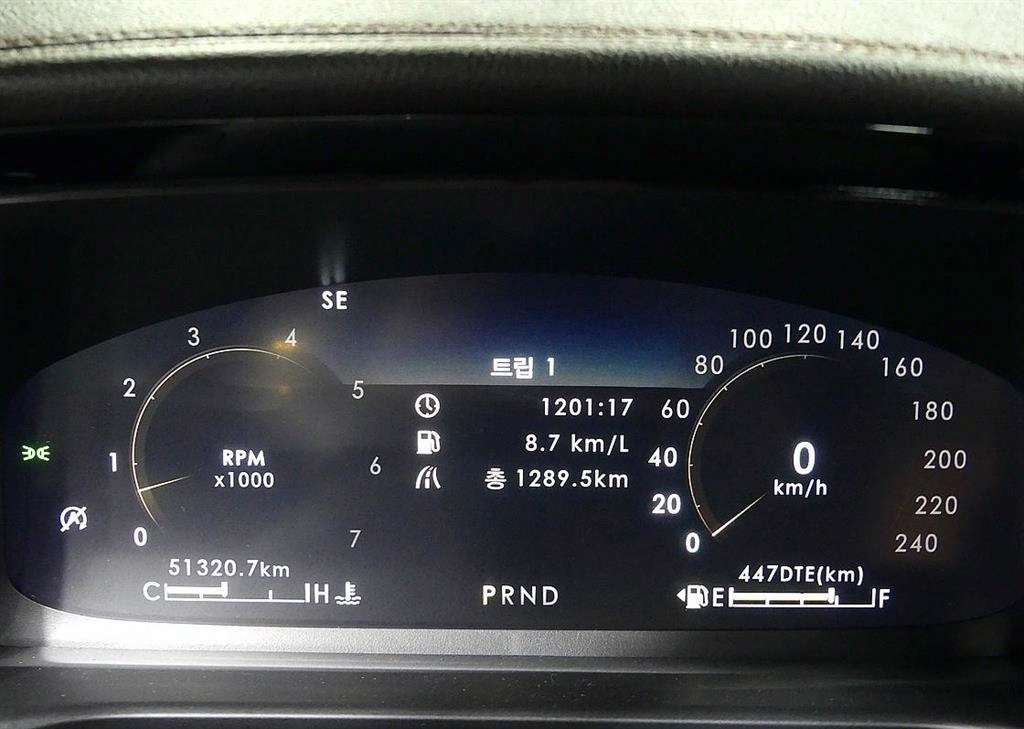 SE
트립 1
1201:17
8.7 km/L
총 1289.5km
0
1
2
3
4
5
6
7
RPM
x1000
0
20
40
60
80
100
120
140
160
180
200
220
240
0
km/h
51320.7km
C H
PRND
447DTE(km)
E F